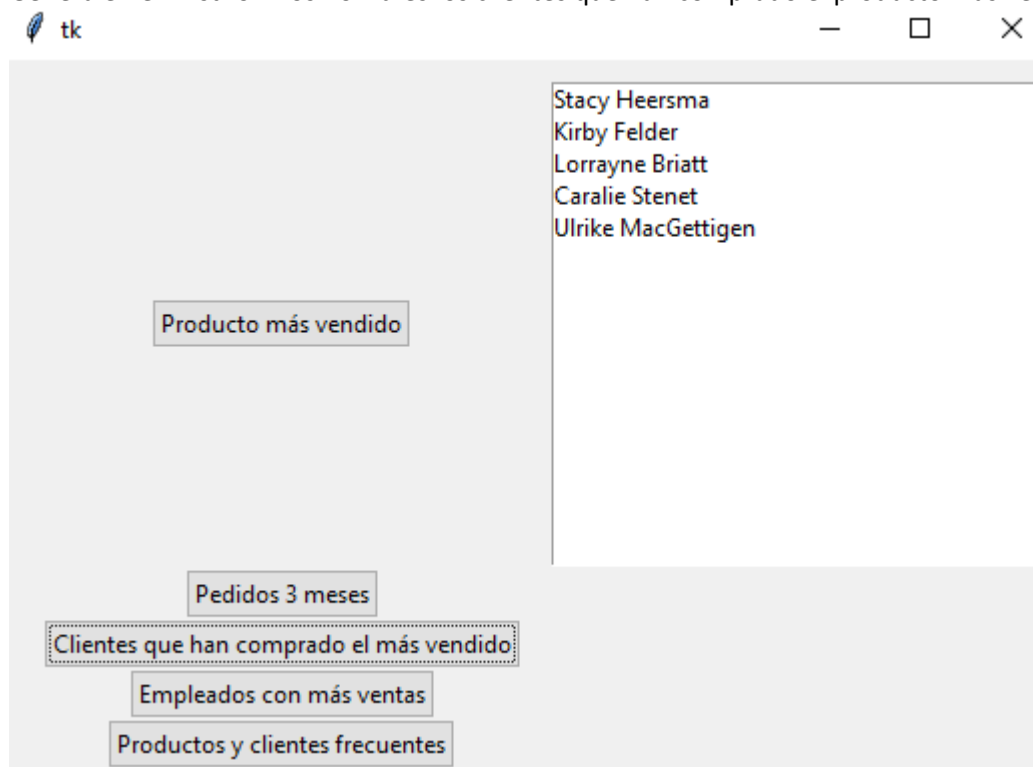 tk
Stacy Heersma
Kirby Felder
Lorrayne Briatt
Caralie Stenet
Ulrike MacGettigen
Producto más vendido
Pedidos 3 meses
Clientes que han comprado el más vendido
Empleados con más ventas
Productos y clientes frecuentes